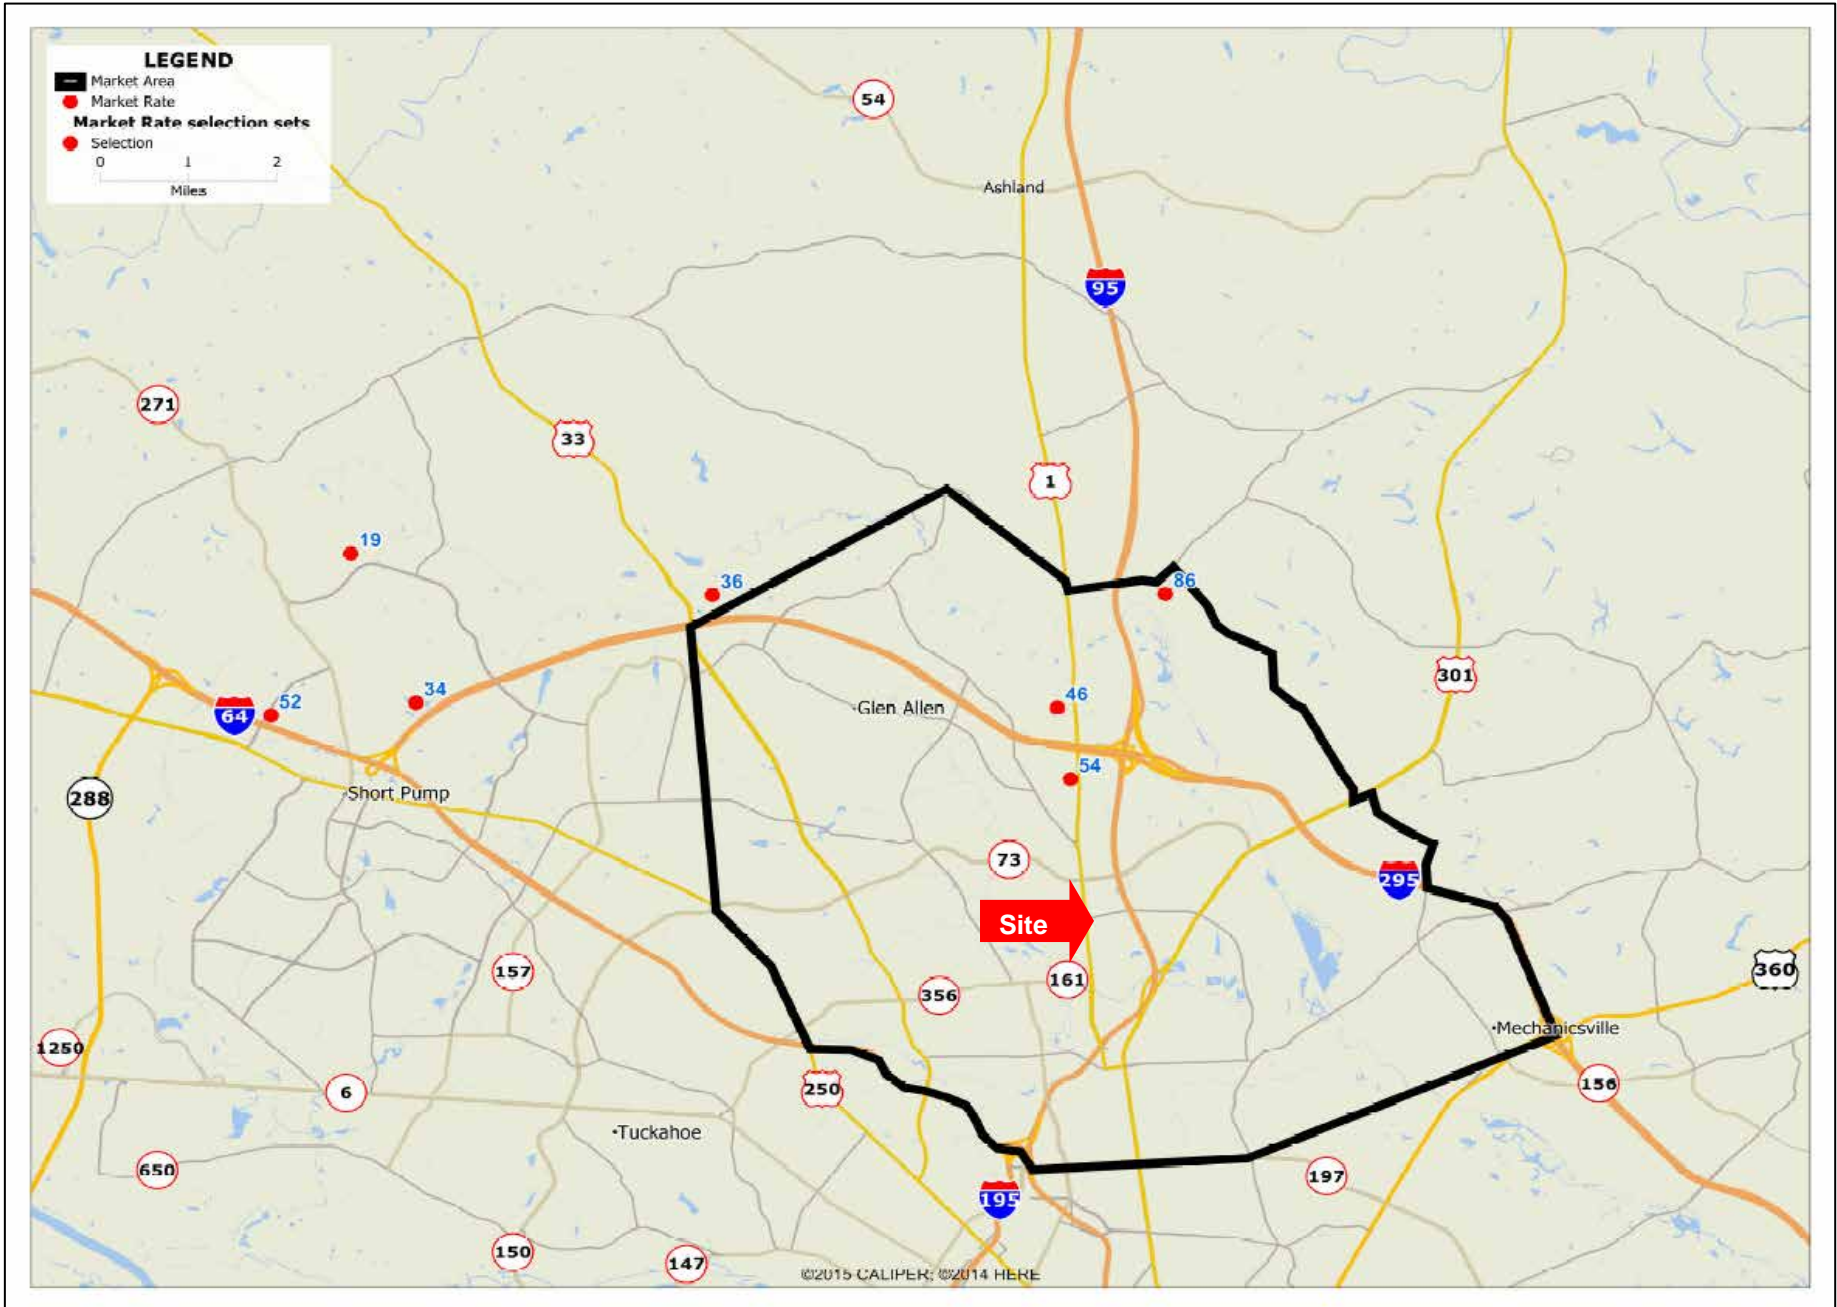 LEGEND
Market Area
Market Rate
Market Rate selection sets
Selection
0 1 2
Miles
54
Ashland
95
271
33
1
19
36
86
301
52
34
64
46
Glen Allen
54
288
Short Pump
73
295
Site
157
161
356
360
Mechanicsville
1250
6
250
156
Tuckahoe
650
197
195
150
147
©2015 CALIPER; ©2014 HERE